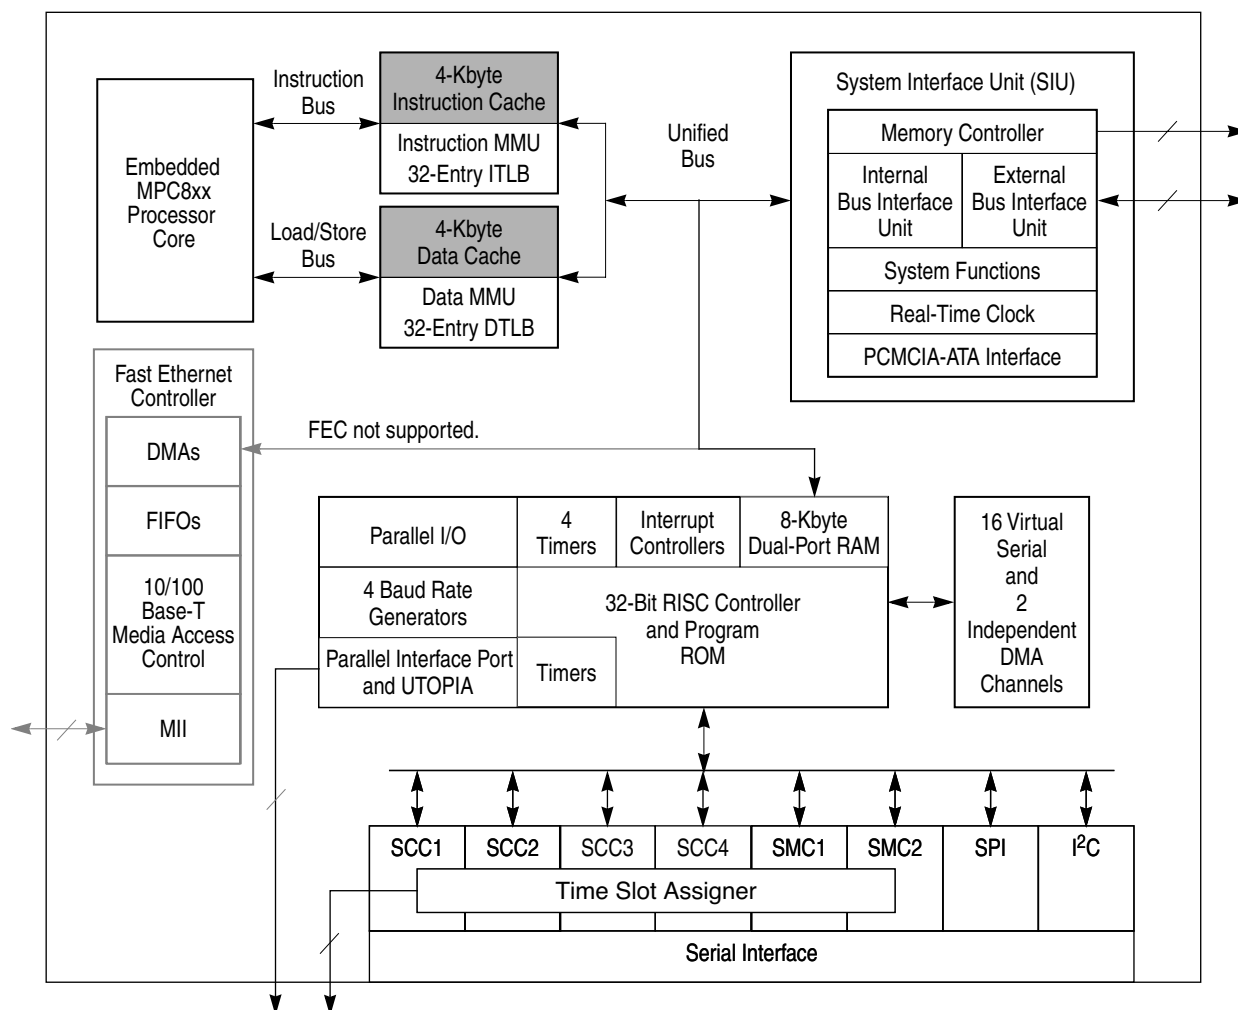 Instruction
Bus
4-Kbyte
Instruction Cache
Instruction MMU
32-Entry ITLB
Embedded
MPC8xx
Processor
Core
Load/Store
Bus
4-Kbyte
Data Cache
Data MMU
32-Entry DTLB
Unified
Bus
System Interface Unit (SIU)
Memory Controller
Internal
Bus Interface
Unit
External
Bus Interface
Unit
System Functions
Real-Time Clock
PCMCIA-ATA Interface
Fast Ethernet
Controller
DMAs
FIFOs
10/100
Base-T
Media Access
Control
MII
FEC not supported.
Parallel I/O
4
Timers
Interrupt
Controllers
8-Kbyte
Dual-Port RAM
4 Baud Rate
Generators
32-Bit RISC Controller
and Program
ROM
Parallel Interface Port
and UTOPIA
Timers
16 Virtual
Serial
and
2
Independent
DMA
Channels
SCC1
SCC2
SCC3
SCC4
SMC1
SMC2
SPI
I²C
Time Slot Assigner
Serial Interface